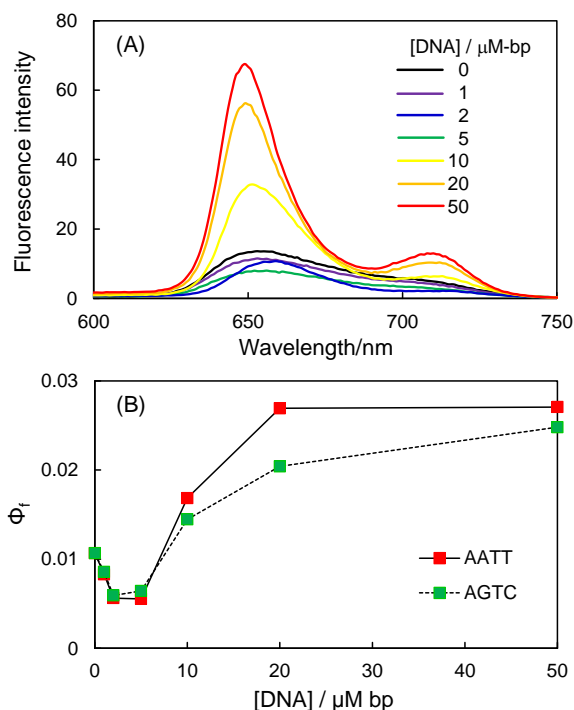 (A)
[DNA] / μM-bp
0
1
2
5
10
20
50
Fluorescence intensity
80
60
40
20
0
600 650 700 750
Wavelength/nm
(B)
0.03
0.02
0.01
0
Φf
AATT
AGTC
0 10 20 30 40 50
[DNA] / μM bp